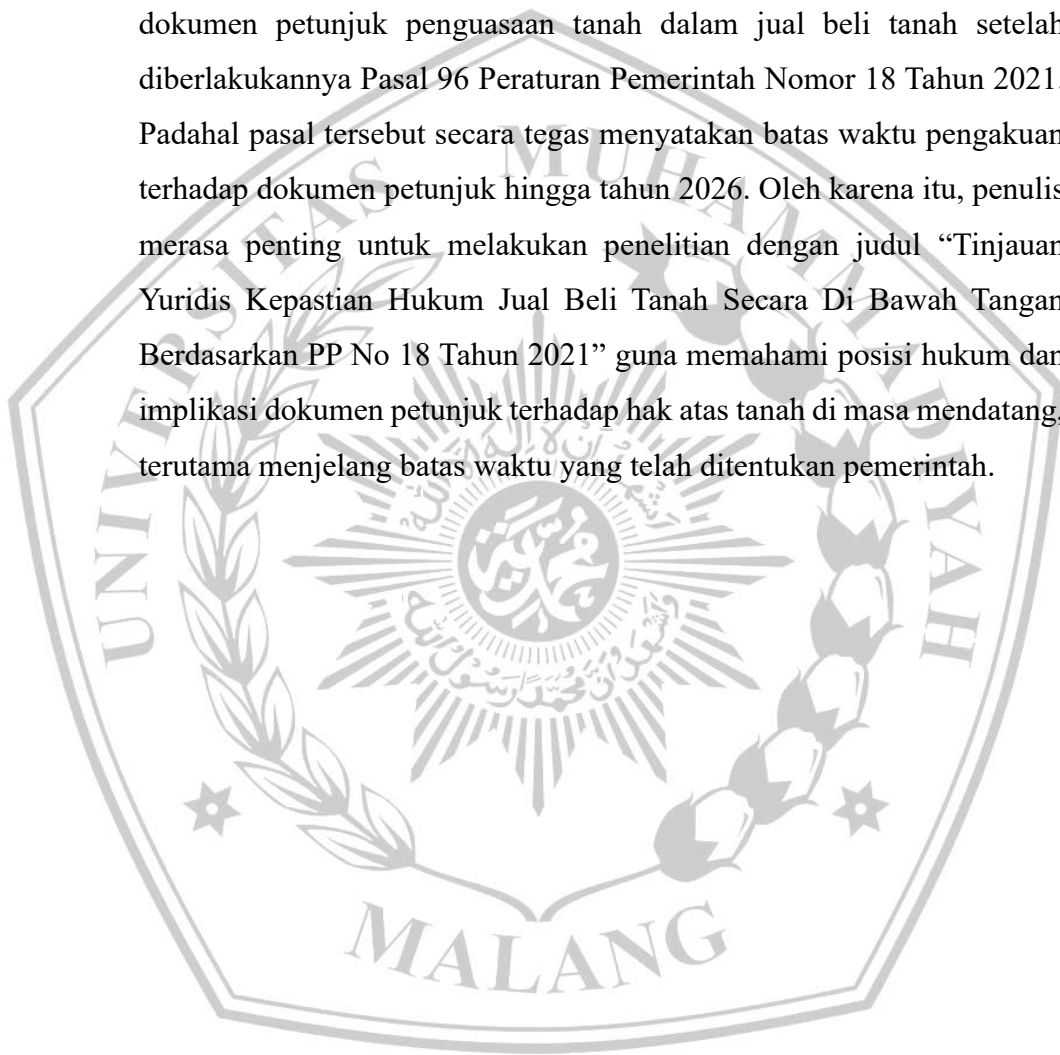 dokumen petunjuk penguasaan tanah dalam jual beli tanah setelah
diberlakukannya Pasal 96 Peraturan Pemerintah Nomor 18 Tahun 2021.
Padahal pasal tersebut secara tegas menyatakan batas waktu pengakuan
terhadap dokumen petunjuk hingga tahun 2026. Oleh karena itu, penulis
merasa penting untuk melakukan penelitian dengan judul “Tinjauan
Yuridis Kepastian Hukum Jual Beli Tanah Secara Di Bawah Tangan
Berdasarkan PP No 18 Tahun 2021” guna memahami posisi hukum dan
implikasi dokumen petunjuk terhadap hak atas tanah di masa mendatang,
terutama menjelang batas waktu yang telah ditentukan pemerintah.
UNIVERSITAS MUHAMMADIYAH
MALANG